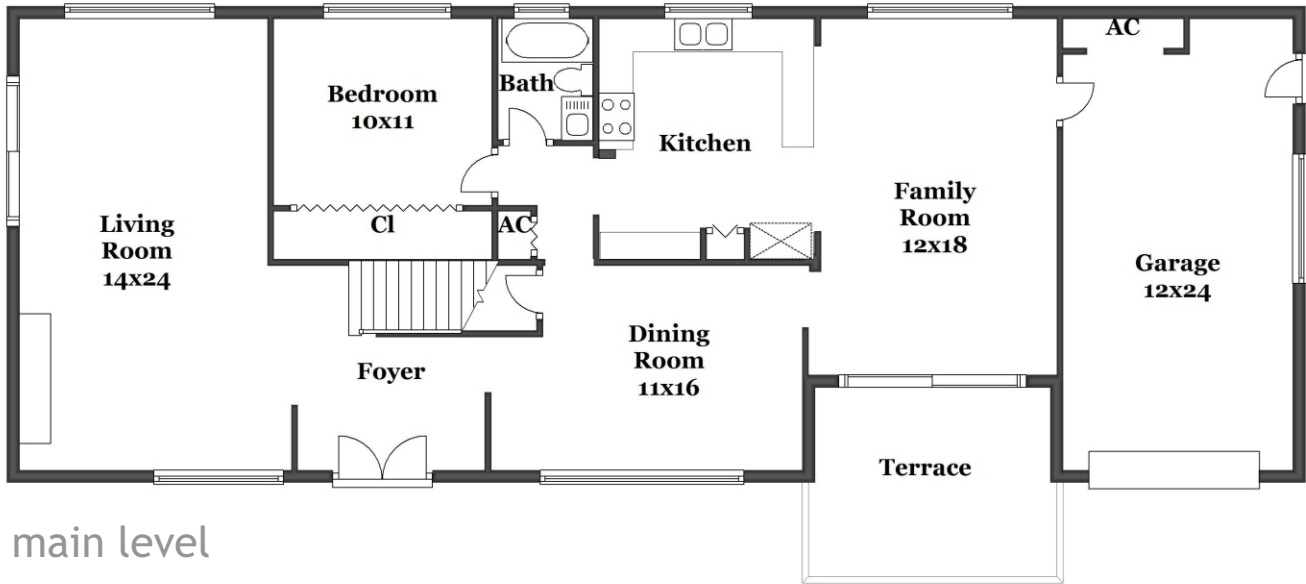 Living
Room
14x24
Bedroom
10x11
Cl
AC
Bath
Kitchen
Family
Room
12x18
AC
Garage
12x24
Foyer
Dining
Room
11x16
Terrace
main level